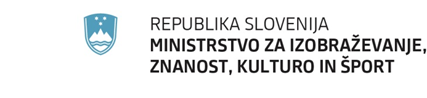 REPUBLIKA SLOVENIJA
MINISTRSTVO ZA IZOBRAŽEVANJE,
ZNANOST, KULTURO IN ŠPORT